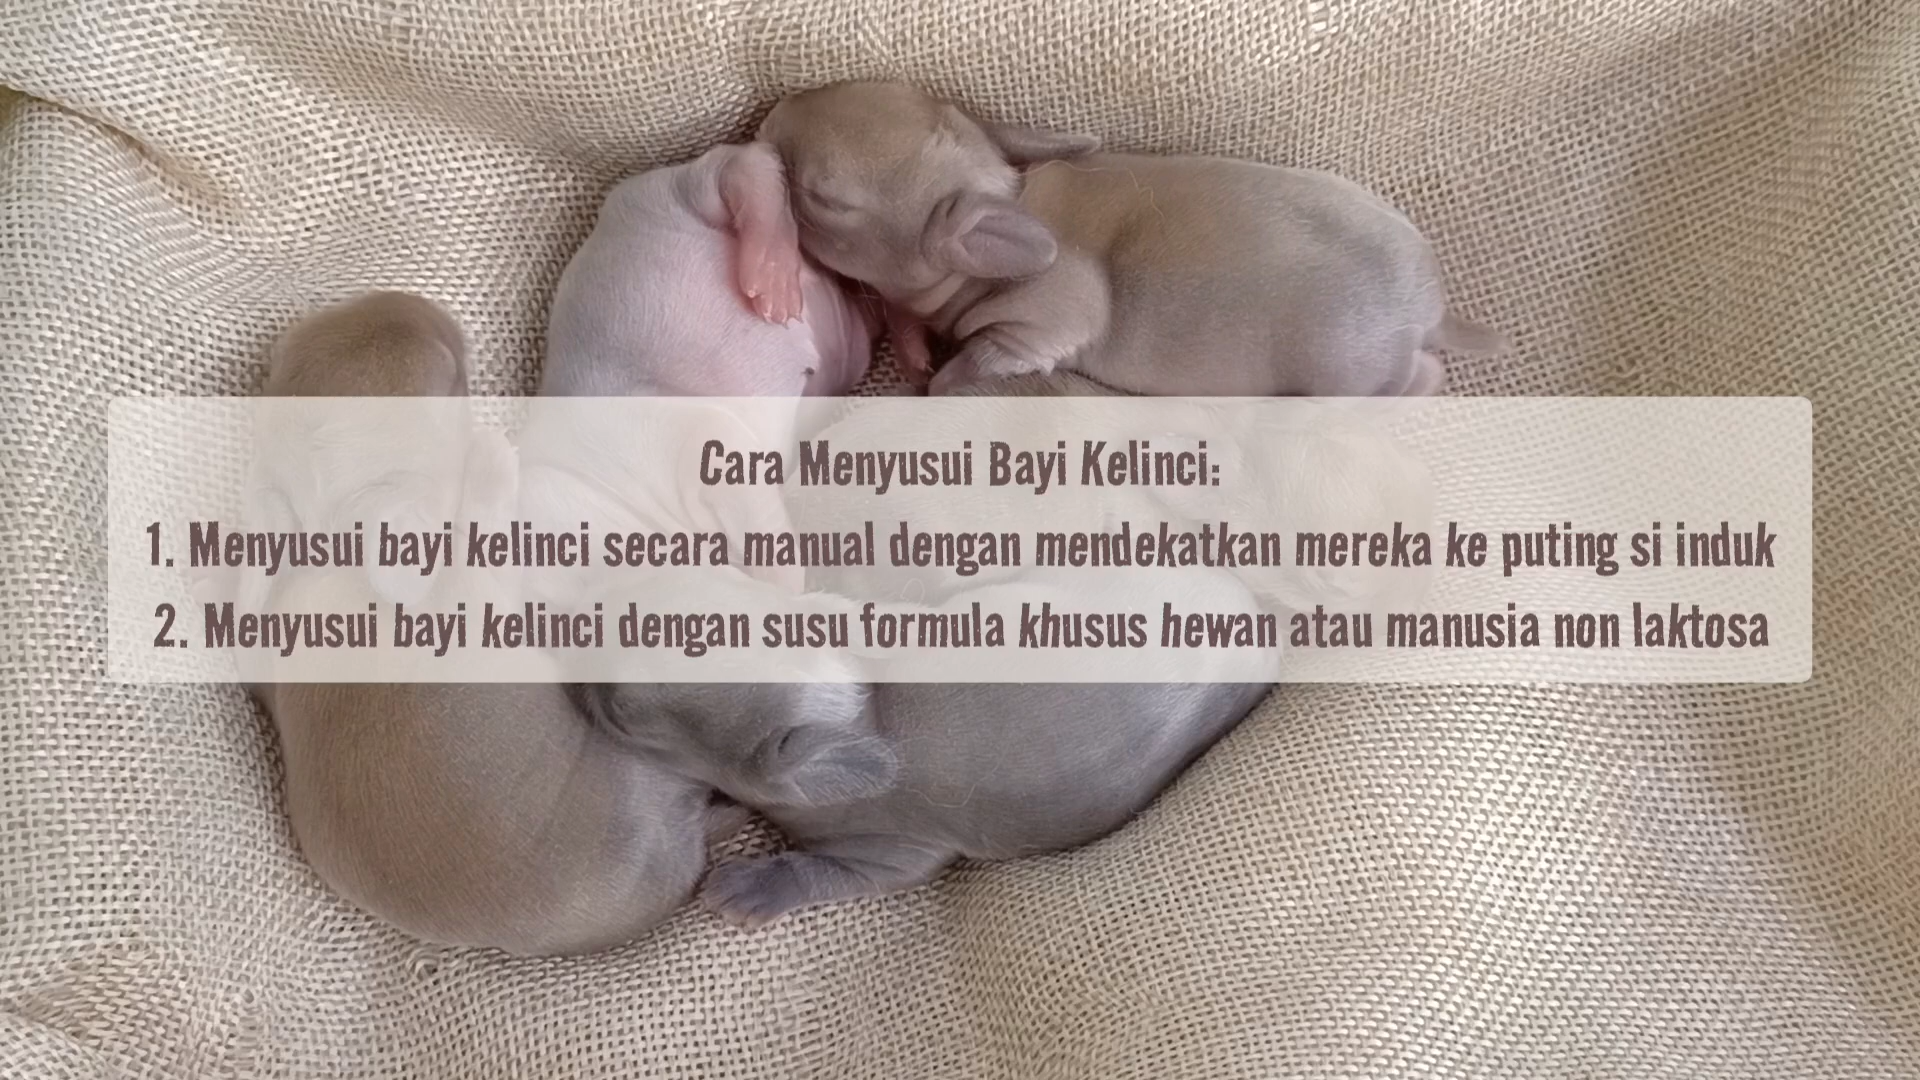 Cara Menyusui Bayi Kelinci:
1. Menyusui bayi kelinci secara manual dengan mendekatkan mereka ke puting si induk
2. Menyusui bayi kelinci dengan susu formula khusus hewan atau manusia non laktosa